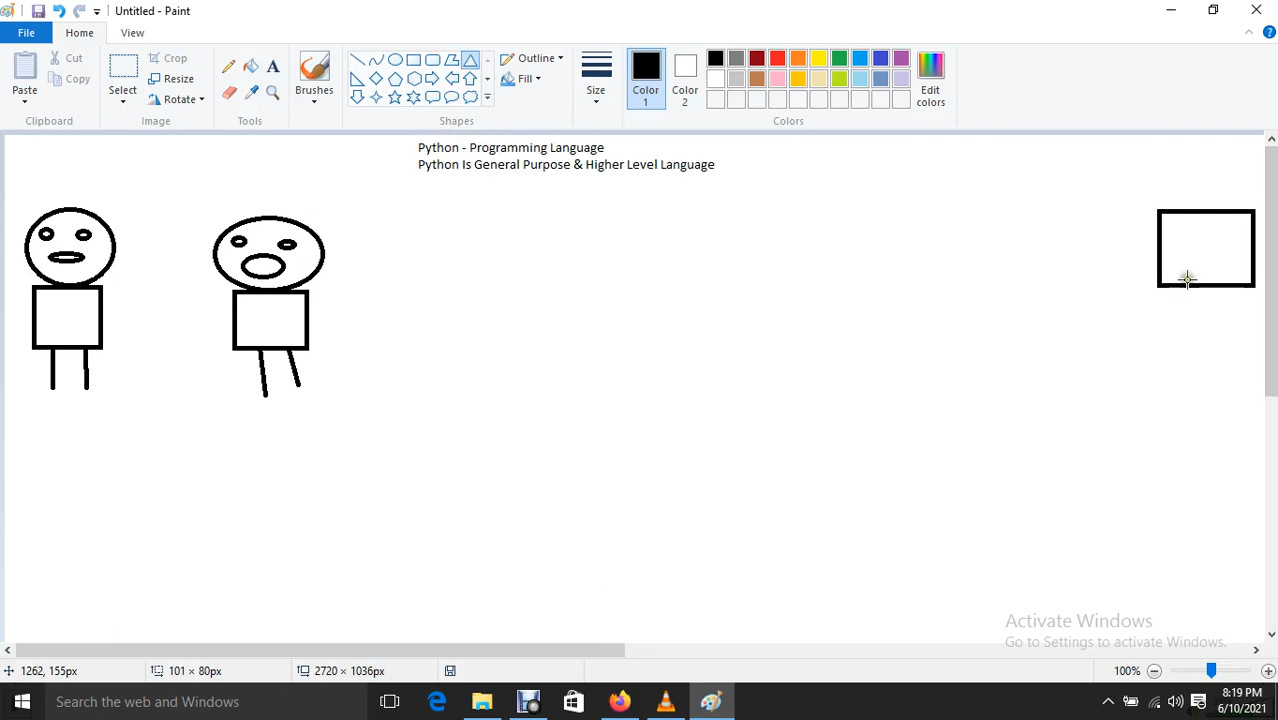 Untitled - Paint
File
Home
View
Paste
Cut
Copy
Clipboard
Select
Crop
Resize
Rotate
Image
A
Tools
Brushes
Outline
Fill
Shapes
Size
Color 1
Color 2
Edit colors
Colors
Python - Programming Language
Python Is General Purpose & Higher Level Language
Activate Windows
Go to Settings to activate Windows.
1262, 155px
101 × 80px
2720 × 1036px
100%
Search the web and Windows
8:19 PM
6/10/2021